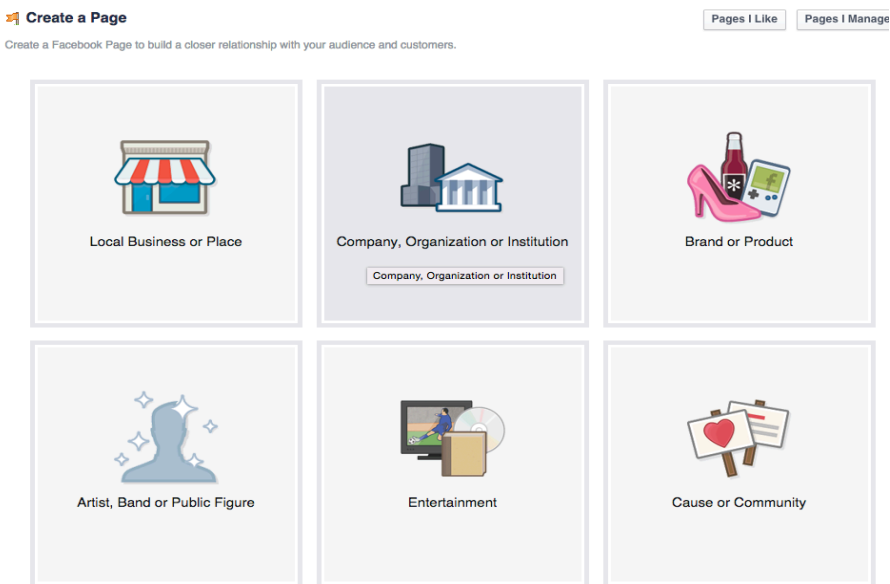 Create a Page
Pages I Like
Pages I Manage
Create a Facebook Page to build a closer relationship with your audience and customers.
Local Business or Place
Company, Organization or Institution
Brand or Product
Company, Organization or Institution
Artist, Band or Public Figure
Entertainment
Cause or Community